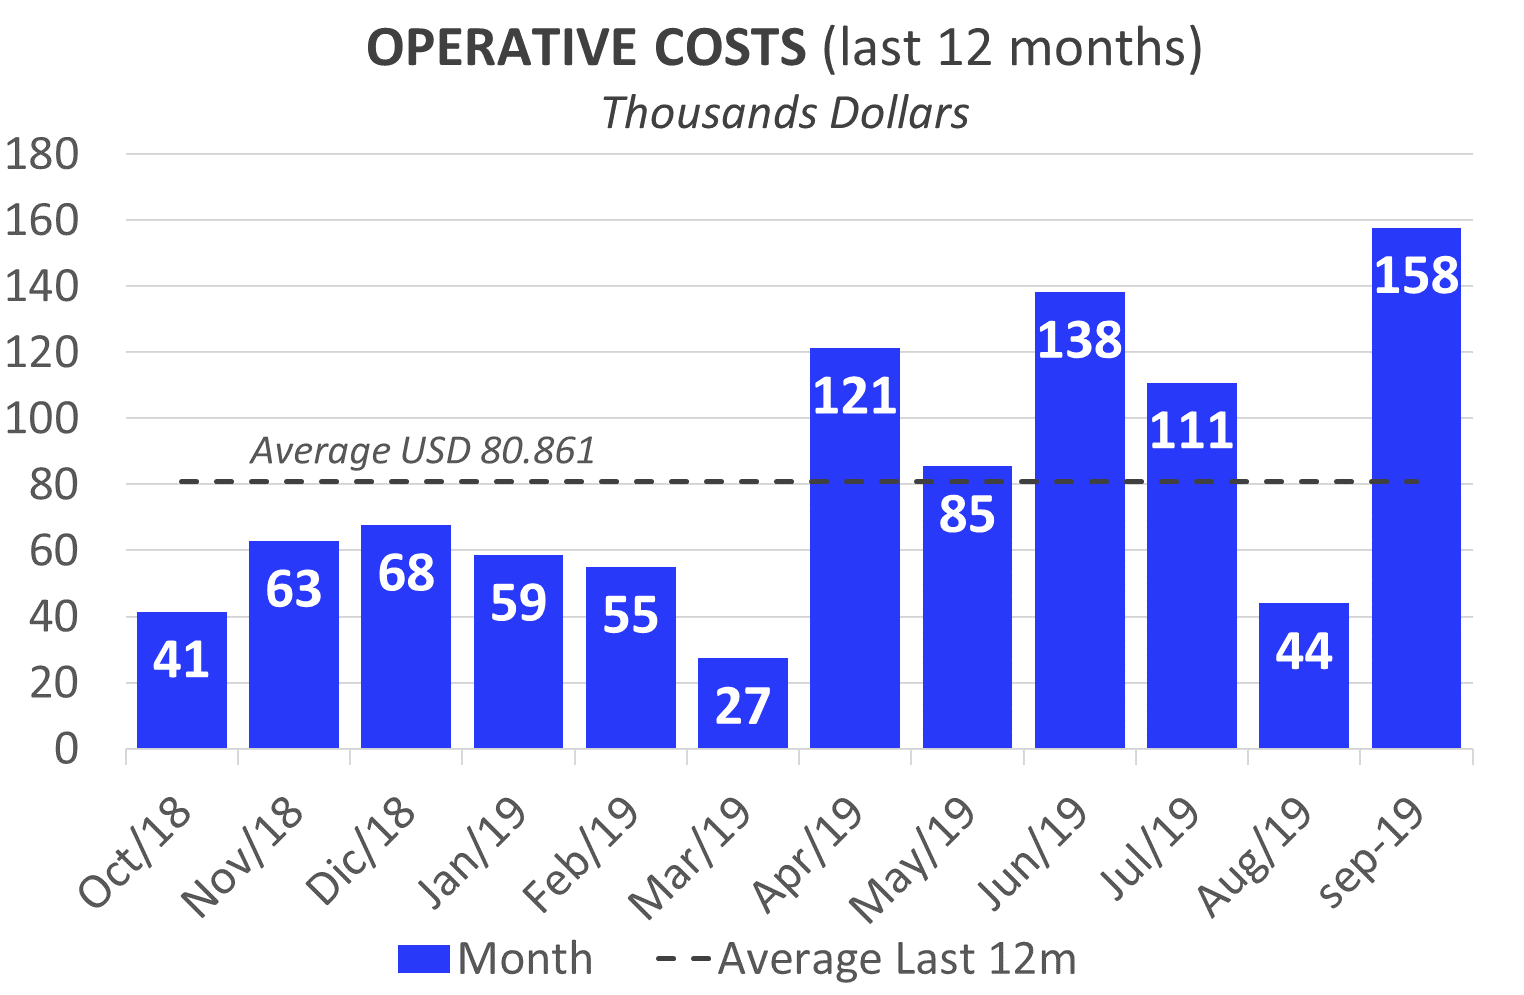 OPERATIVE COSTS (last 12 months)
Thousands Dollars
180
160
140
120
100
80
60
40
20
0
Average USD 80.861
41
63
68
59
55
27
121
85
138
111
44
158
Oct/18
Nov/18
Dic/18
Jan/19
Feb/19
Mar/19
Apr/19
May/19
Jun/19
Jul/19
Aug/19
sep-19
Month
Average Last 12m